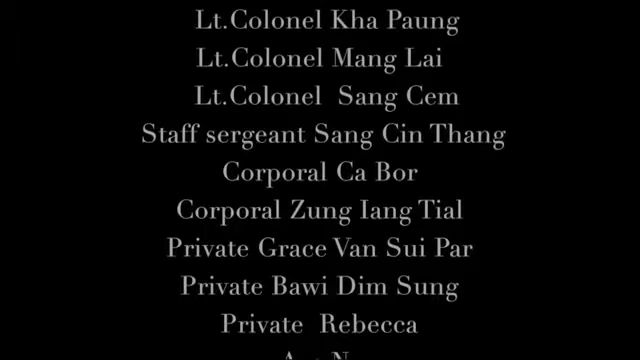 Lt.Colonel Kha Paung
Lt.Colonel Mang Lai
Lt.Colonel Sang Cem
Staff sergeant Sang Cin Thang
Corporal Ca Bor
Corporal Zung Iang Tial
Private Grace Van Sui Par
Private Bawi Dim Sung
Private Rebecca